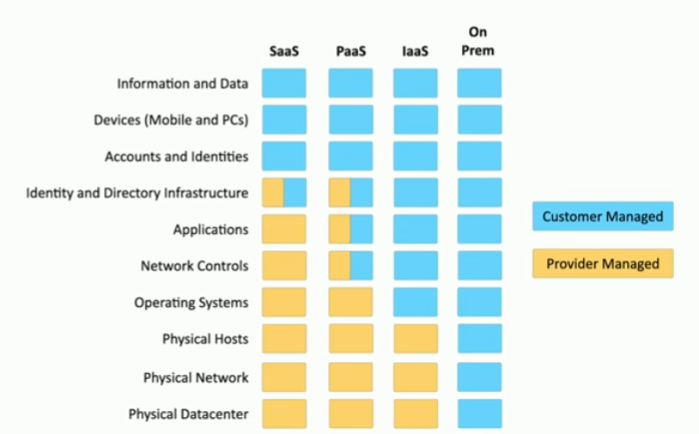 SaaS PaaS IaaS On Prem
Information and Data
Devices (Mobile and PCs)
Accounts and Identities
Identity and Directory Infrastructure
Applications
Network Controls
Operating Systems
Physical Hosts
Physical Network
Physical Datacenter
Customer Managed
Provider Managed